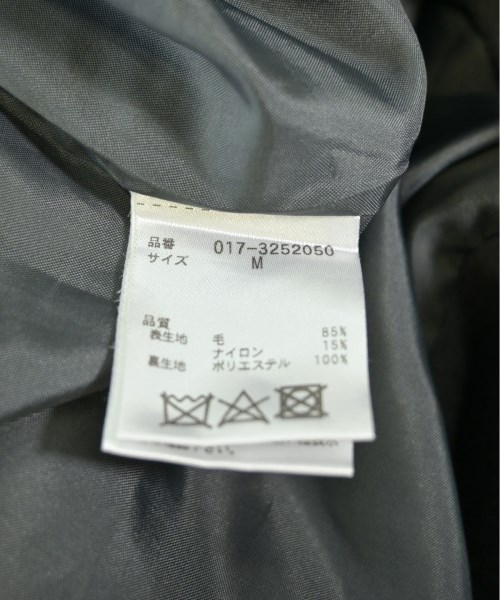 品番 017-3252050
サイズ M
品質
表生地 毛 85%
ナイロン 15%
裏生地 ポリエステル 100%